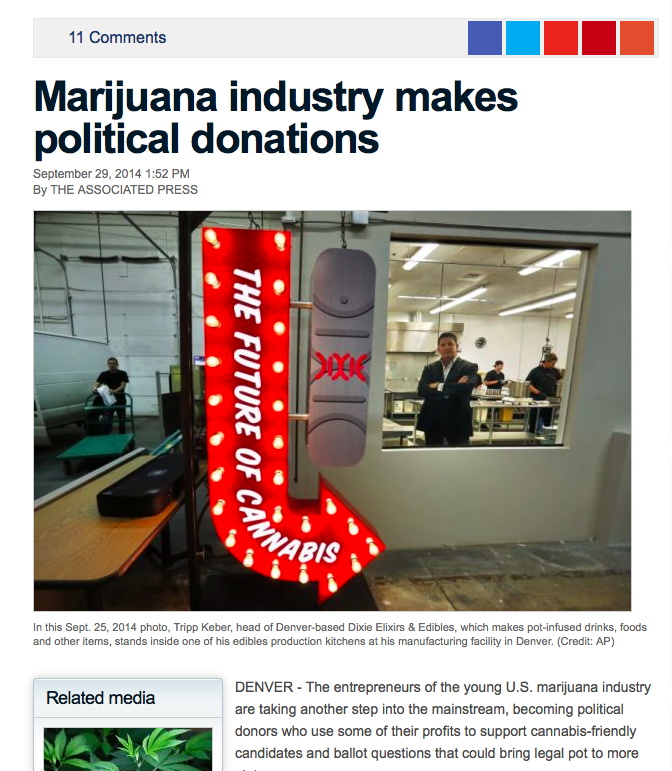 11 Comments
Marijuana industry makes
political donations
September 29, 2014 1:52 PM
By THE ASSOCIATED PRESS
THE FUTURE OF CANNABIS
DIXIE
In this Sept. 25, 2014 photo, Tripp Keber, head of Denver-based Dixie Elixirs & Edibles, which makes pot-infused drinks, foods
and other items, stands inside one of his edibles production kitchens at his manufacturing facility in Denver. (Credit: AP)
Related media
DENVER - The entrepreneurs of the young U.S. marijuana industry
are taking another step into the mainstream, becoming political
donors who use some of their profits to support cannabis-friendly
candidates and ballot questions that could bring legal pot to more